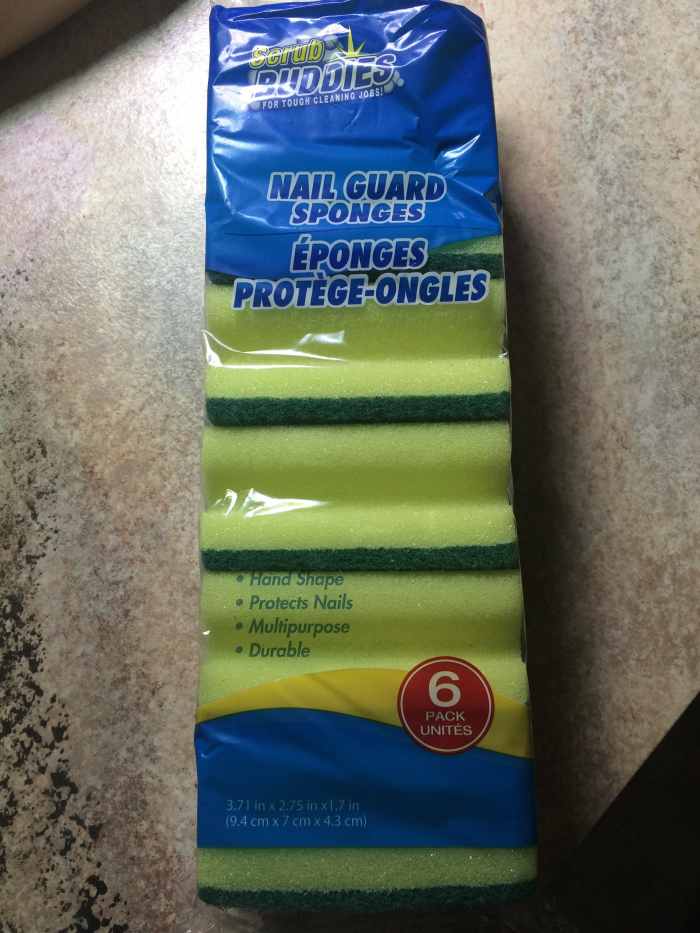 Scrub
BUDDIES
FOR TOUGH CLEANING JOBS!
NAIL GUARD
SPONGES
ÉPONGES
PROTÈGE-ONGLES
• Hand Shape
• Protects Nails
• Multipurpose
• Durable
6
PACK
UNITÉS
3.71 in x 2.75 in x1.7 in
(9.4 cm x 7 cm x 4.3 cm)